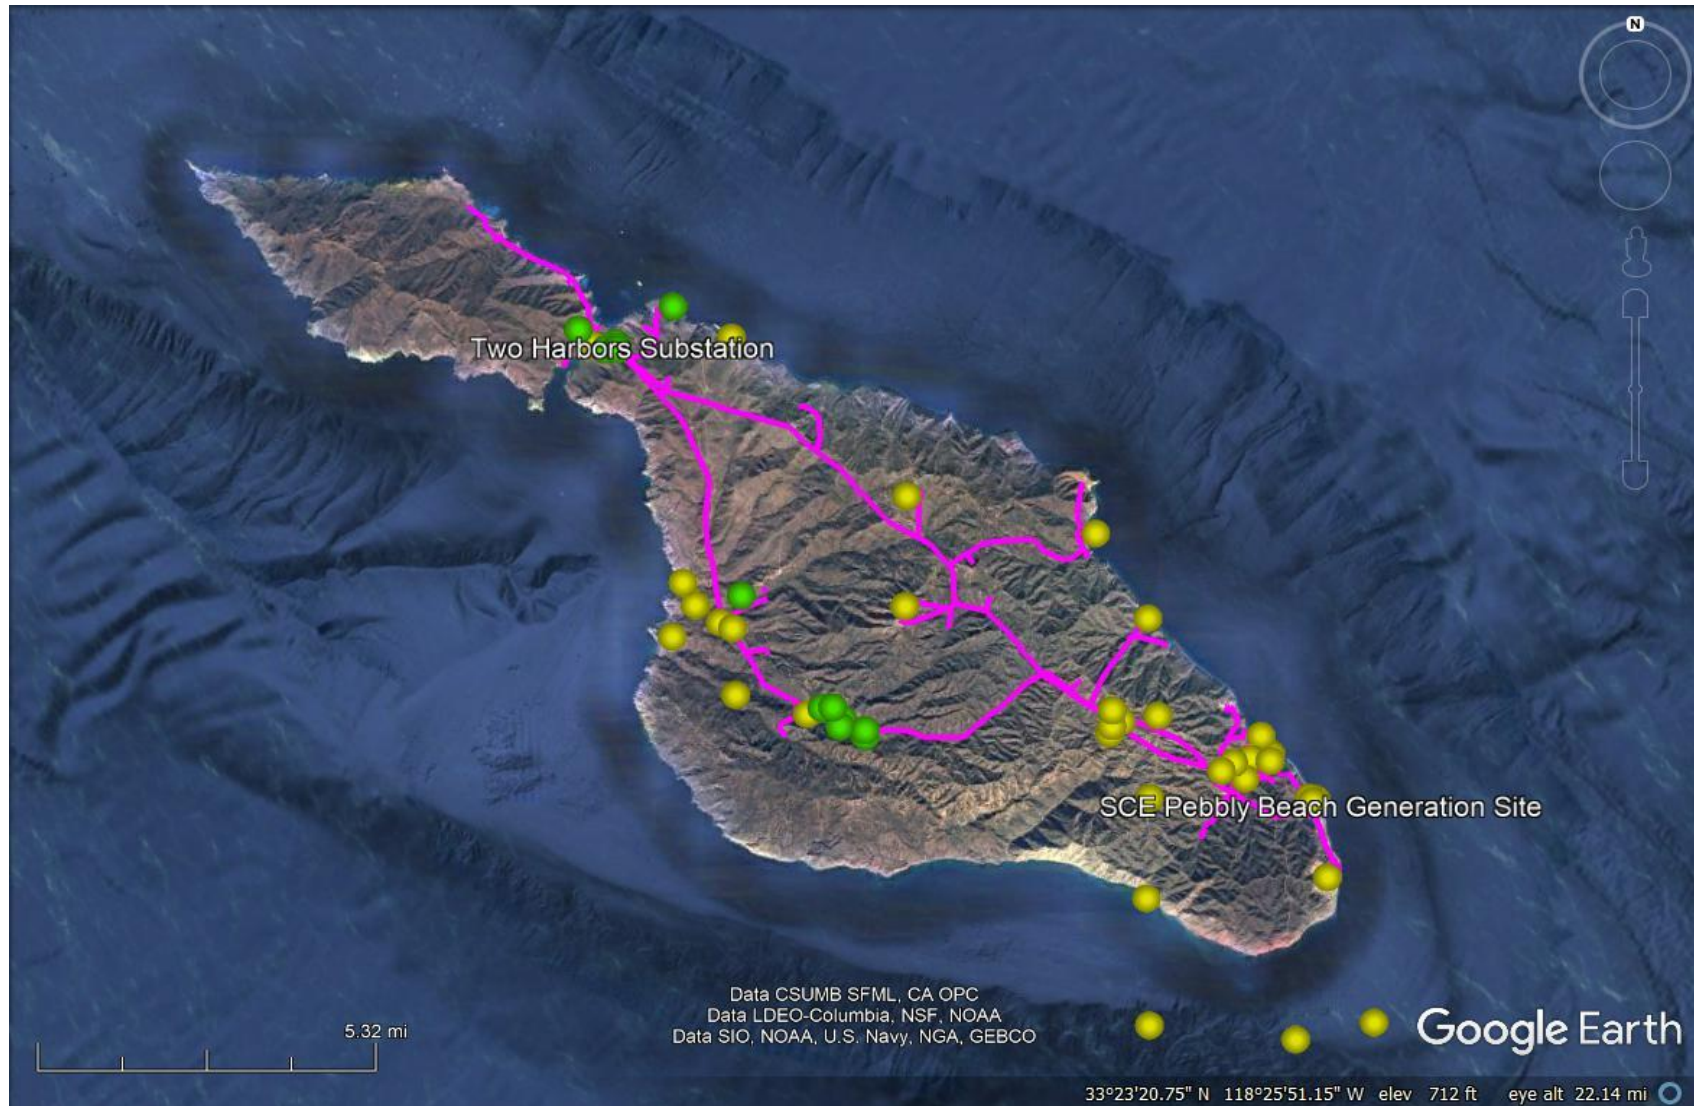 N
Two Harbors Substation
SCE Pebbly Beach Generation Site
Data CSUMB SFML, CA OPC
Data LDEO-Columbia, NSF, NOAA
Data SIO, NOAA, U.S. Navy, NGA, GEBCO
5.32 mi
Google Earth
33°23'20.75" N 118°25'51.15" W elev 712 ft eye alt 22.14 mi